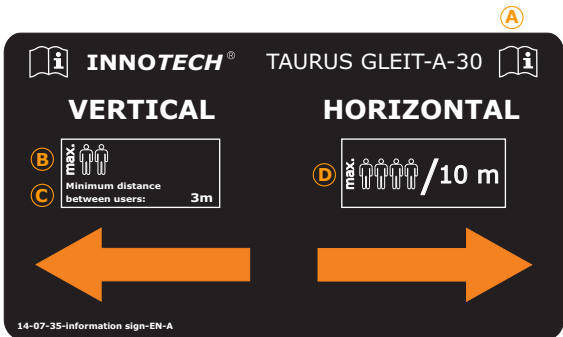 A
INNOTECH® TAURUS GLEIT-A-30
VERTICAL HORIZONTAL
B max.
C Minimum distance
between users: 3m
D max. /10 m
14-07-35-information sign-EN-A